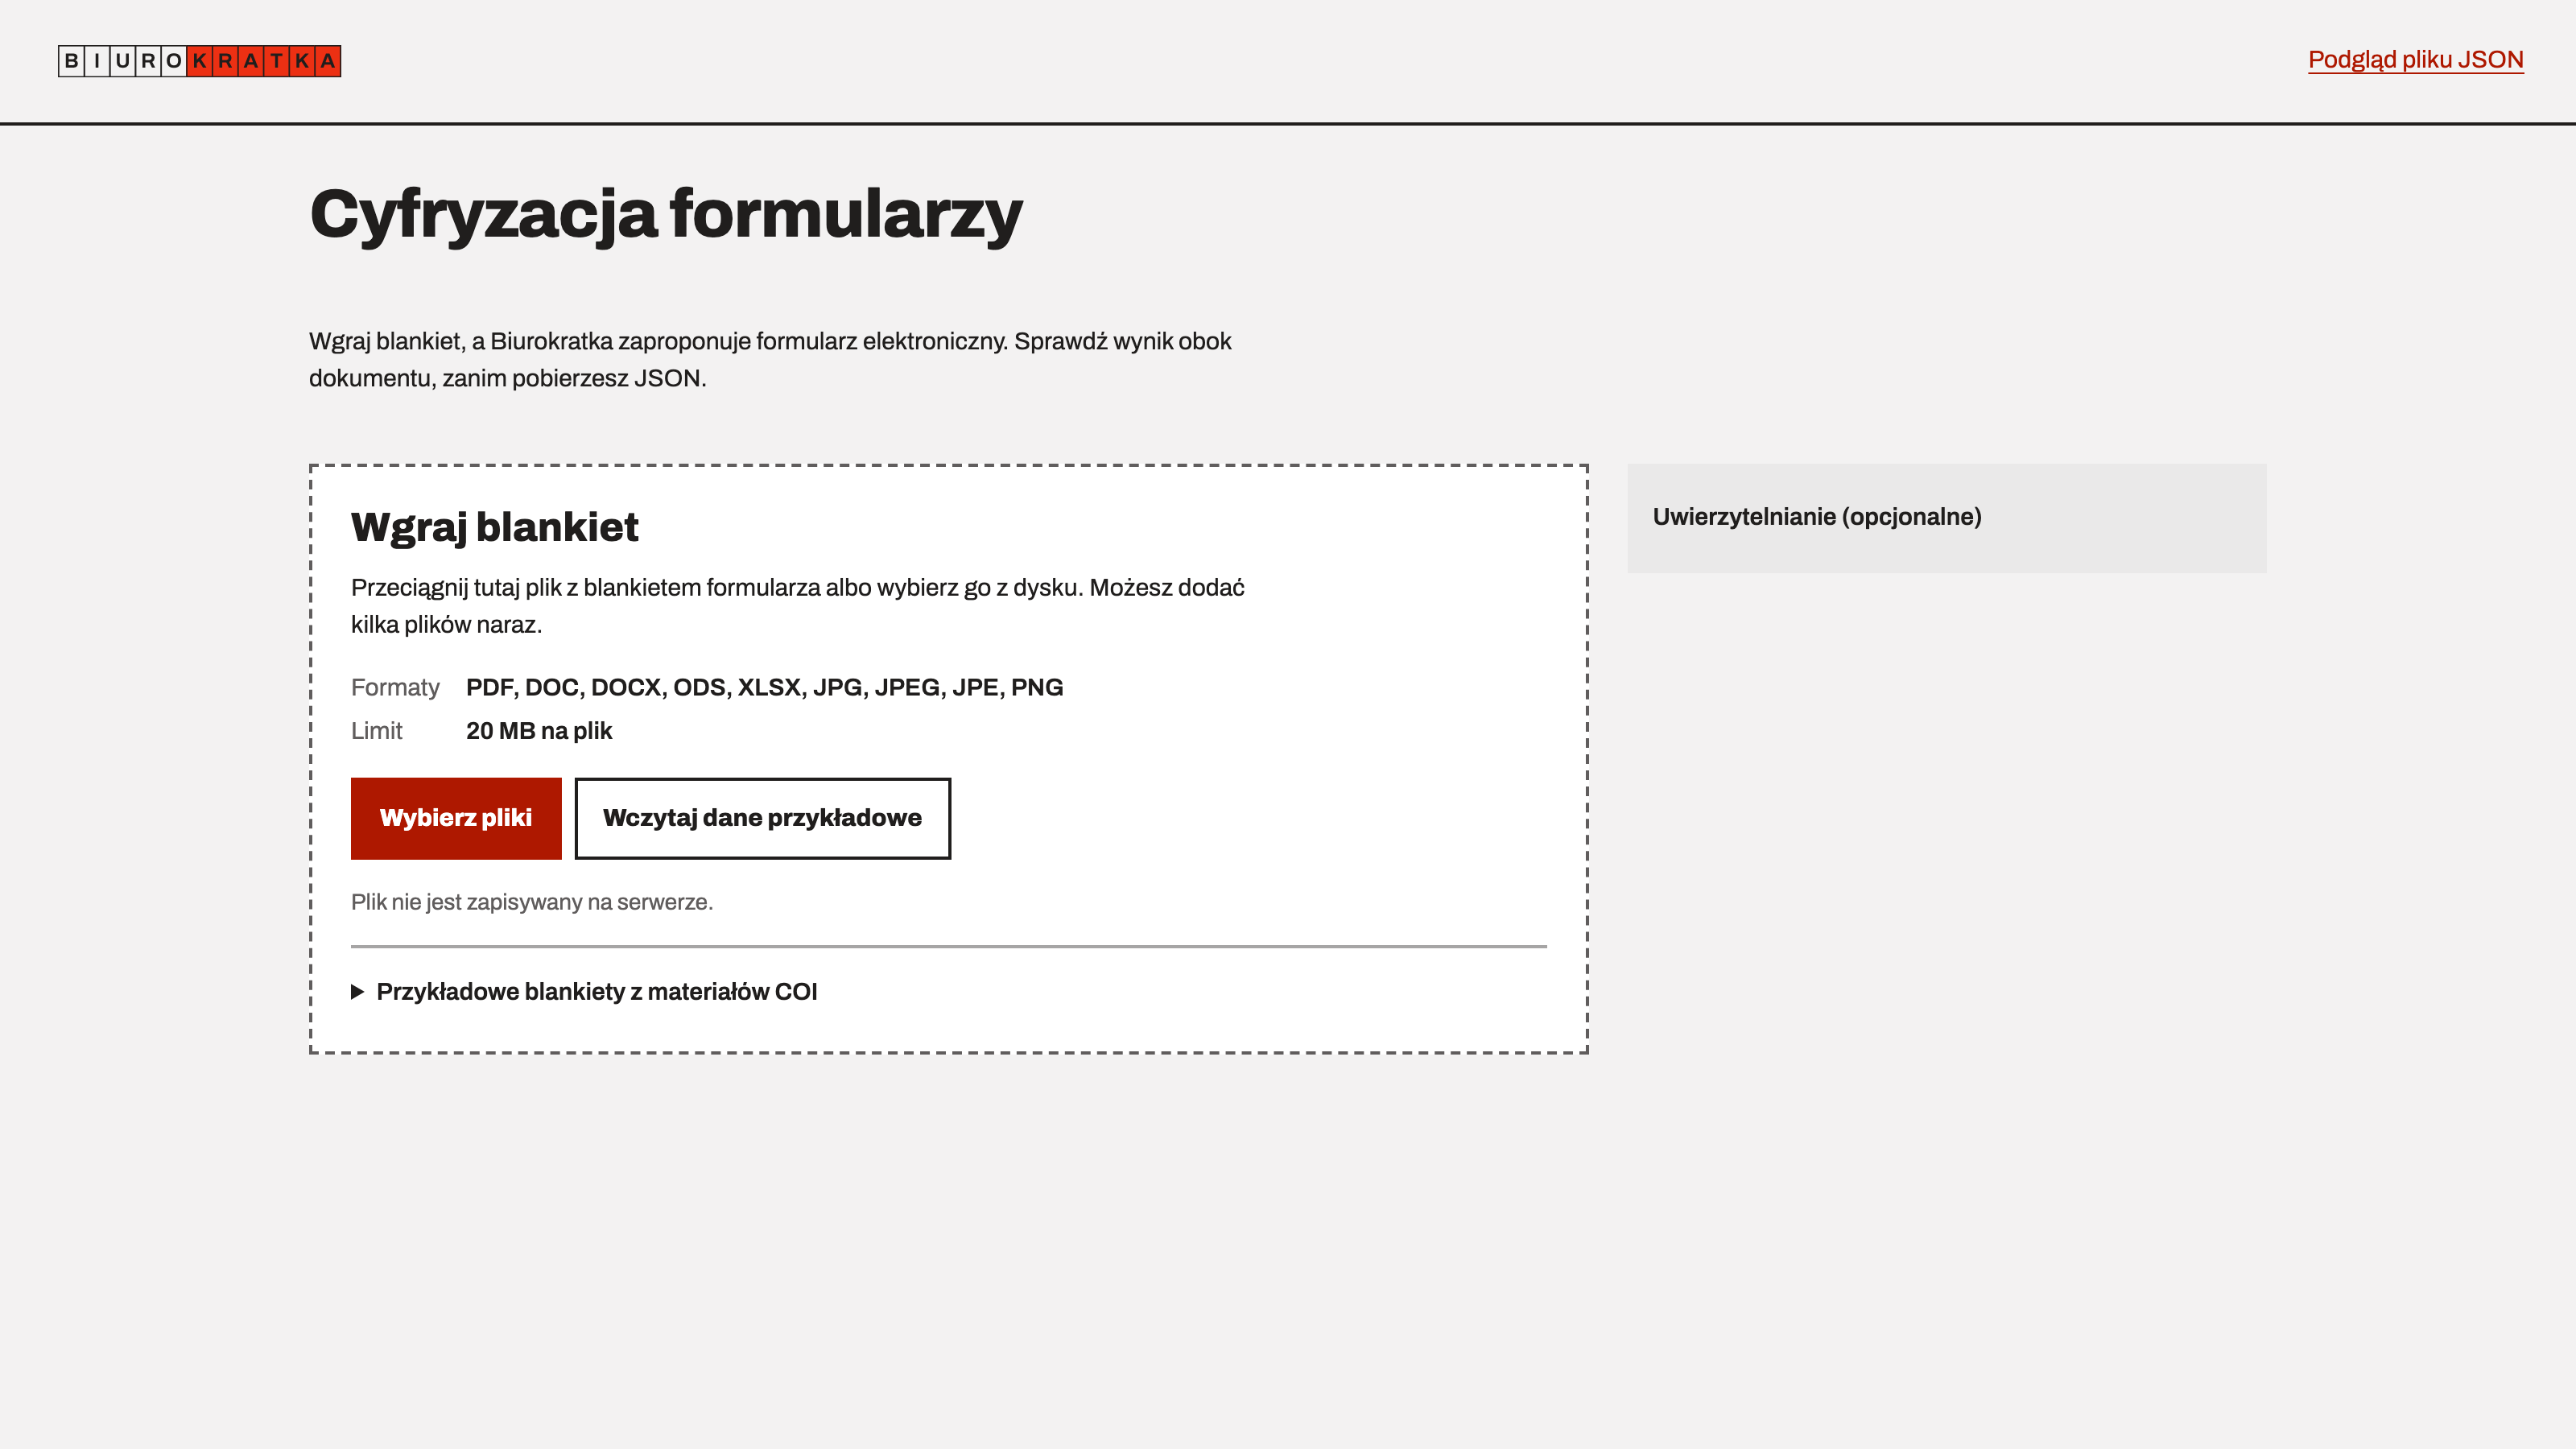 BIUROKRATKA
Podgląd pliku JSON
Cyfryzacja formularzy
Wgraj blankiet, a Biurokratka zaproponuje formularz elektroniczny. Sprawdź wynik obok
dokumentu, zanim pobierzesz JSON.
Wgraj blankiet
Przeciągnij tutaj plik z blankietem formularza albo wybierz go z dysku. Możesz dodać
kilka plików naraz.
Formaty PDF, DOC, DOCX, ODS, XLSX, JPG, JPEG, JPE, PNG
Limit 20 MB na plik
Wybierz pliki
Wczytaj dane przykładowe
Plik nie jest zapisywany na serwerze.
Przykładowe blankiety z materiałów COI
Uwierzytelnianie (opcjonalne)